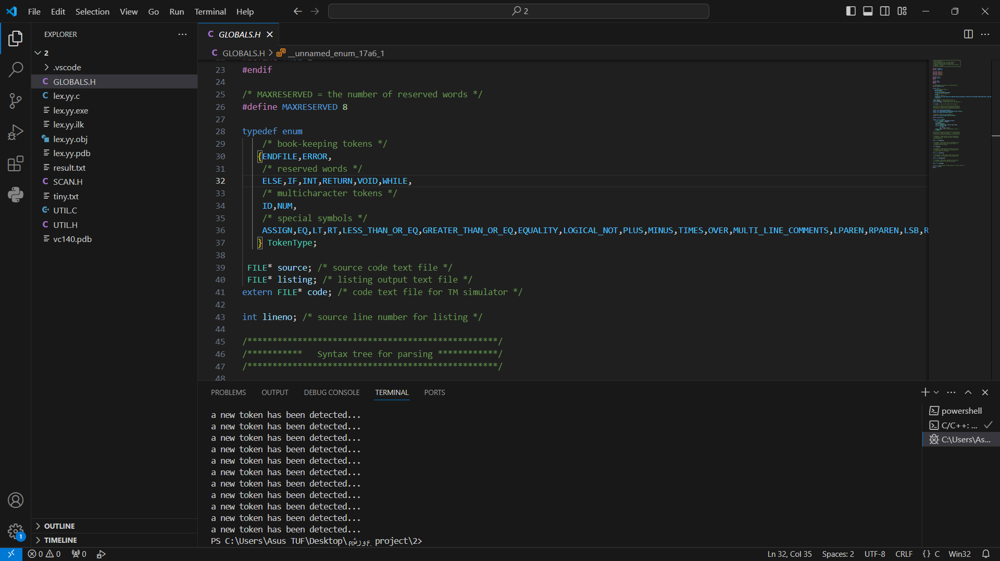 File Edit Selection View Go Run Terminal Help
2
EXPLORER
2
.vscode
GLOBALS.H
lex.yy.c
lex.yy.exe
lex.yy.ilk
lex.yy.obj
lex.yy.pdb
result.txt
SCAN.H
tiny.txt
UTIL.C
UTIL.H
vc140.pdb
OUTLINE
TIMELINE
1
GLOBALS.H
GLOBALS.H > __unnamed_enum_17a6_1
23 #endif
24
25 /* MAXRESERVED = the number of reserved words */
26 #define MAXRESERVED 8
27
28 typedef enum
29 /* book-keeping tokens */
30 {ENDFILE,ERROR,
31 /* reserved words */
32 ELSE,IF,INT,RETURN,VOID,WHILE,
33 /* multicharacter tokens */
34 ID,NUM,
35 /* special symbols */
36 ASSIGN,EQ,LT,RT,LESS_THAN_OR_EQ,GREATER_THAN_OR_EQ,EQUALITY,LOGICAL_NOT,PLUS,MINUS,TIMES,OVER,MULTI_LINE_COMMENTS,LPAREN,RPAREN,LSB,R
37 } TokenType;
38
39 FILE* source; /* source code text file */
40 FILE* listing; /* listing output text file */
41 extern FILE* code; /* code text file for TM simulator */
42
43 int lineno; /* source line number for listing */
44
45 /**************************************************/
46 /***********   Syntax tree for parsing ************/
47 /**************************************************/
48
PROBLEMS OUTPUT DEBUG CONSOLE TERMINAL PORTS
a new token has been detected...
a new token has been detected...
a new token has been detected...
a new token has been detected...
a new token has been detected...
a new token has been detected...
a new token has been detected...
a new token has been detected...
a new token has been detected...
a new token has been detected...
a new token has been detected...
PS C:\Users\Asus TUF\Desktop\مشروع project\2>
powershell
C/C++: ...
C:\Users\As...
0 0 0
Ln 32, Col 35 Spaces: 2 UTF-8 CRLF {} C Win32